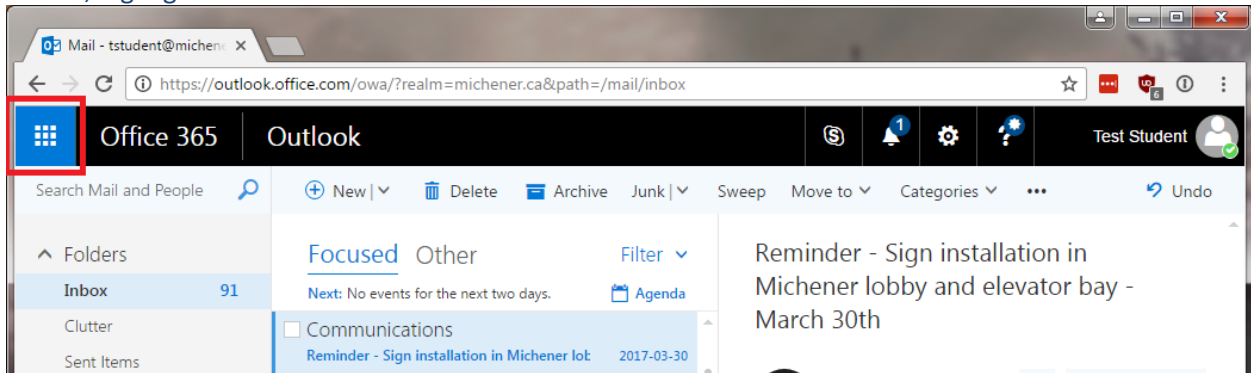 Mail - tstudent@michen
https://outlook.office.com/owa/?realm=michener.ca&path=/mail/inbox
6
Office 365 Outlook 1 Test Student
Search Mail and People New Delete Archive Junk Sweep Move to Categories ••• Undo
Folders
Inbox 91
Clutter
Sent Items
Focused Other Filter
Next: No events for the next two days. Agenda
Communications
Reminder - Sign installation in Michener lob 2017-03-30
Reminder - Sign installation in
Michener lobby and elevator bay -
March 30th